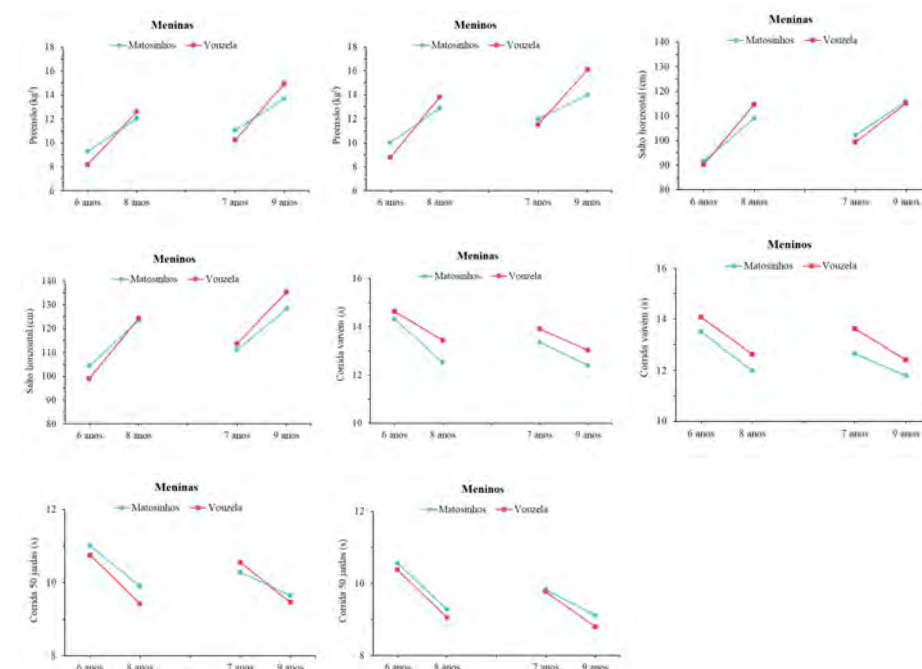 Meninas
Matosinhos Vouzela
Preensão (kgf)
18
16
14
12
10
8
6
6 anos 8 anos 7 anos 9 anos
Meninos
Matosinhos Vouzela
Preensão (kgf)
18
16
14
12
10
8
6
6 anos 8 anos 7 anos 9 anos
Meninas
Matosinhos Vouzela
Salto horizontal (cm)
140
130
120
110
100
90
80
6 anos 8 anos 7 anos 9 anos
Meninos
Matosinhos Vouzela
Salto horizontal (cm)
140
130
120
110
100
90
80
6 anos 8 anos 7 anos 9 anos
Meninas
Matosinhos Vouzela
Corrida vaivém (s)
16
14
12
10
6 anos 8 anos 7 anos 9 anos
Meninos
Matosinhos Vouzela
Corrida vaivém (s)
16
14
12
10
6 anos 8 anos 7 anos 9 anos
Meninas
Matosinhos Vouzela
Corrida 50 jardas (s)
12
10
8
6 anos 8 anos 7 anos 9 anos
Meninos
Matosinhos Vouzela
Corrida 50 jardas (s)
12
10
8
6 anos 8 anos 7 anos 9 anos